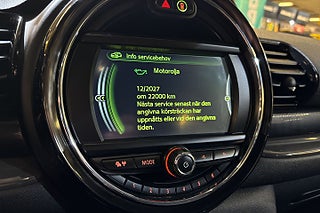 Info servicebehov
Motorolja
12/2027
om 22000 km
Nästa service senast när den
angivna körsträckan har
uppnåtts eller vid den angivna
tiden.
MODE